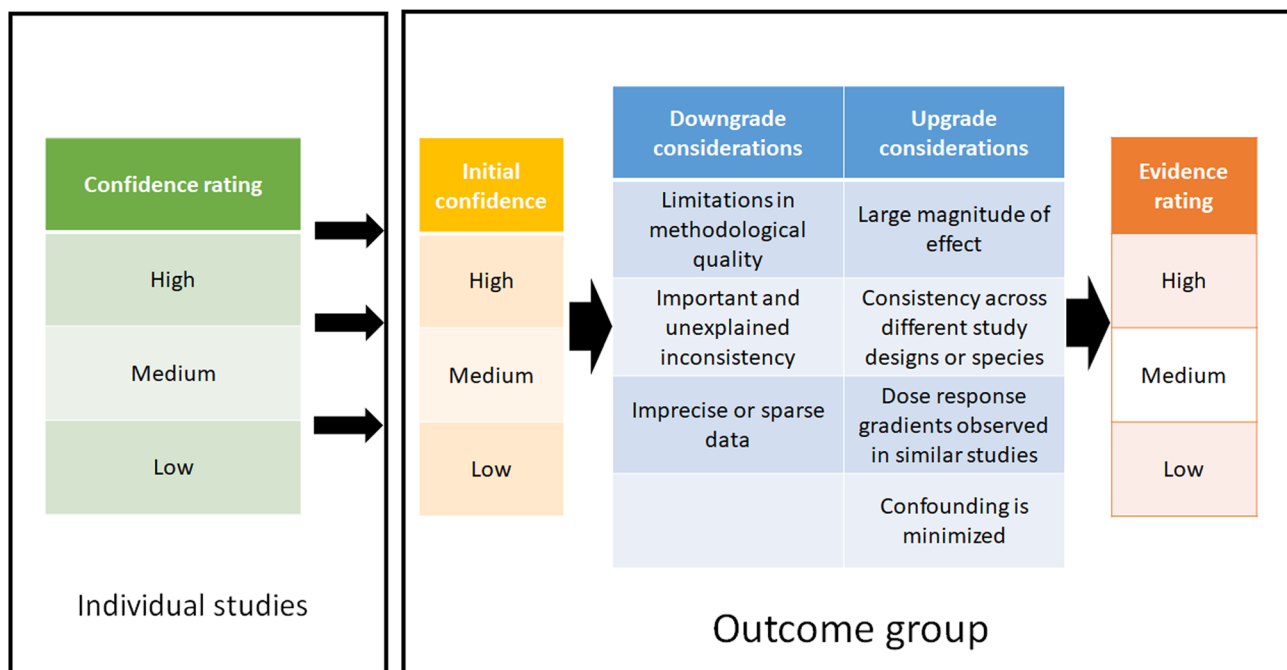 Confidence rating
High
Medium
Low
Individual studies
Initial
confidence
High
Medium
Low
Downgrade
considerations
Limitations in
methodological
quality
Important and
unexplained
inconsistency
Imprecise or sparse
data
Upgrade
considerations
Large magnitude of
effect
Consistency across
different study
designs or species
Dose response
gradients observed
in similar studies
Confounding is
minimized
Evidence
rating
High
Medium
Low
Outcome group